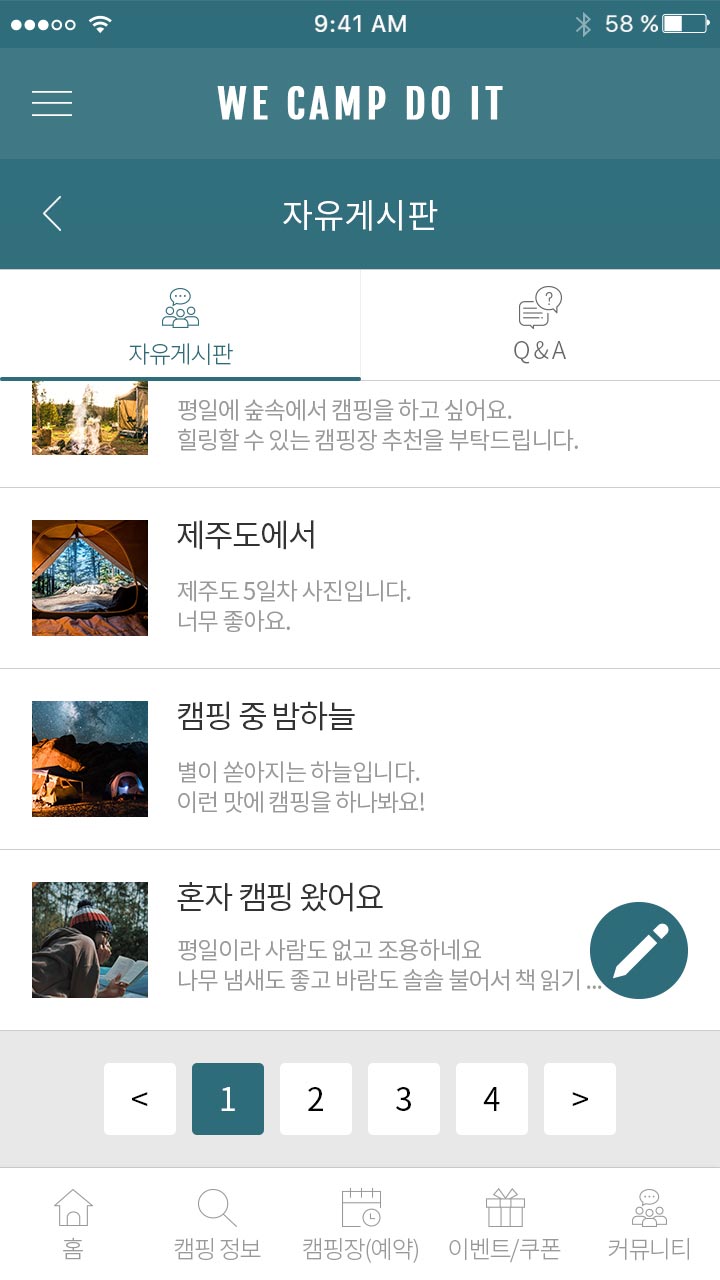 9:41 AM
58 %
WE CAMP DO IT
자유게시판
자유게시판
Q&A
평일에 숲속에서 캠핑을 하고 싶어요.
힐링할 수 있는 캠핑장 추천을 부탁드립니다.
제주도에서
제주도 5일차 사진입니다.
너무 좋아요.
캠핑 중 밤하늘
별이 쏟아지는 하늘입니다.
이런 맛에 캠핑을 하나봐요!
혼자 캠핑 왔어요
평일이라 사람도 없고 조용하네요
나무 냄새도 좋고 바람도 솔솔 불어서 책 읽기 ...
< 1 2 3 4 >
홈 캠핑 정보 캠핑장(예약) 이벤트/쿠폰 커뮤니티